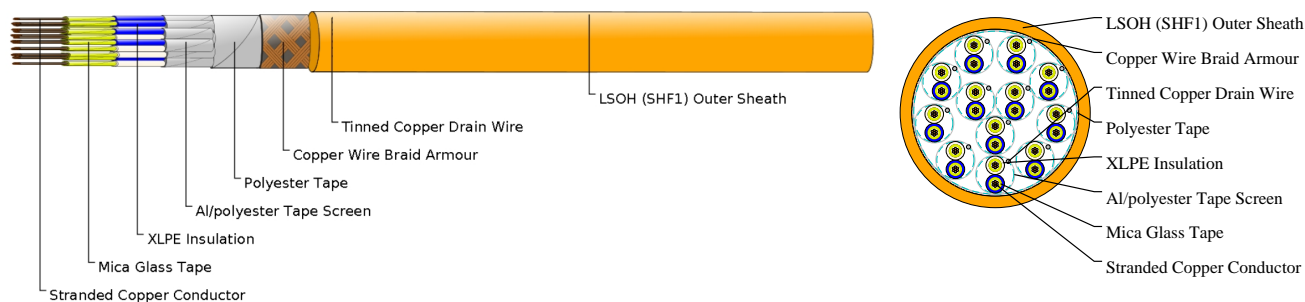 LSOH (SHF1) Outer Sheath
Tinned Copper Drain Wire
Copper Wire Braid Armour
Polyester Tape
Al/polyester Tape Screen
XLPE Insulation
Mica Glass Tape
Stranded Copper Conductor
LSOH (SHF1) Outer Sheath
Copper Wire Braid Armour
Tinned Copper Drain Wire
Polyester Tape
XLPE Insulation
Al/polyester Tape Screen
Mica Glass Tape
Stranded Copper Conductor